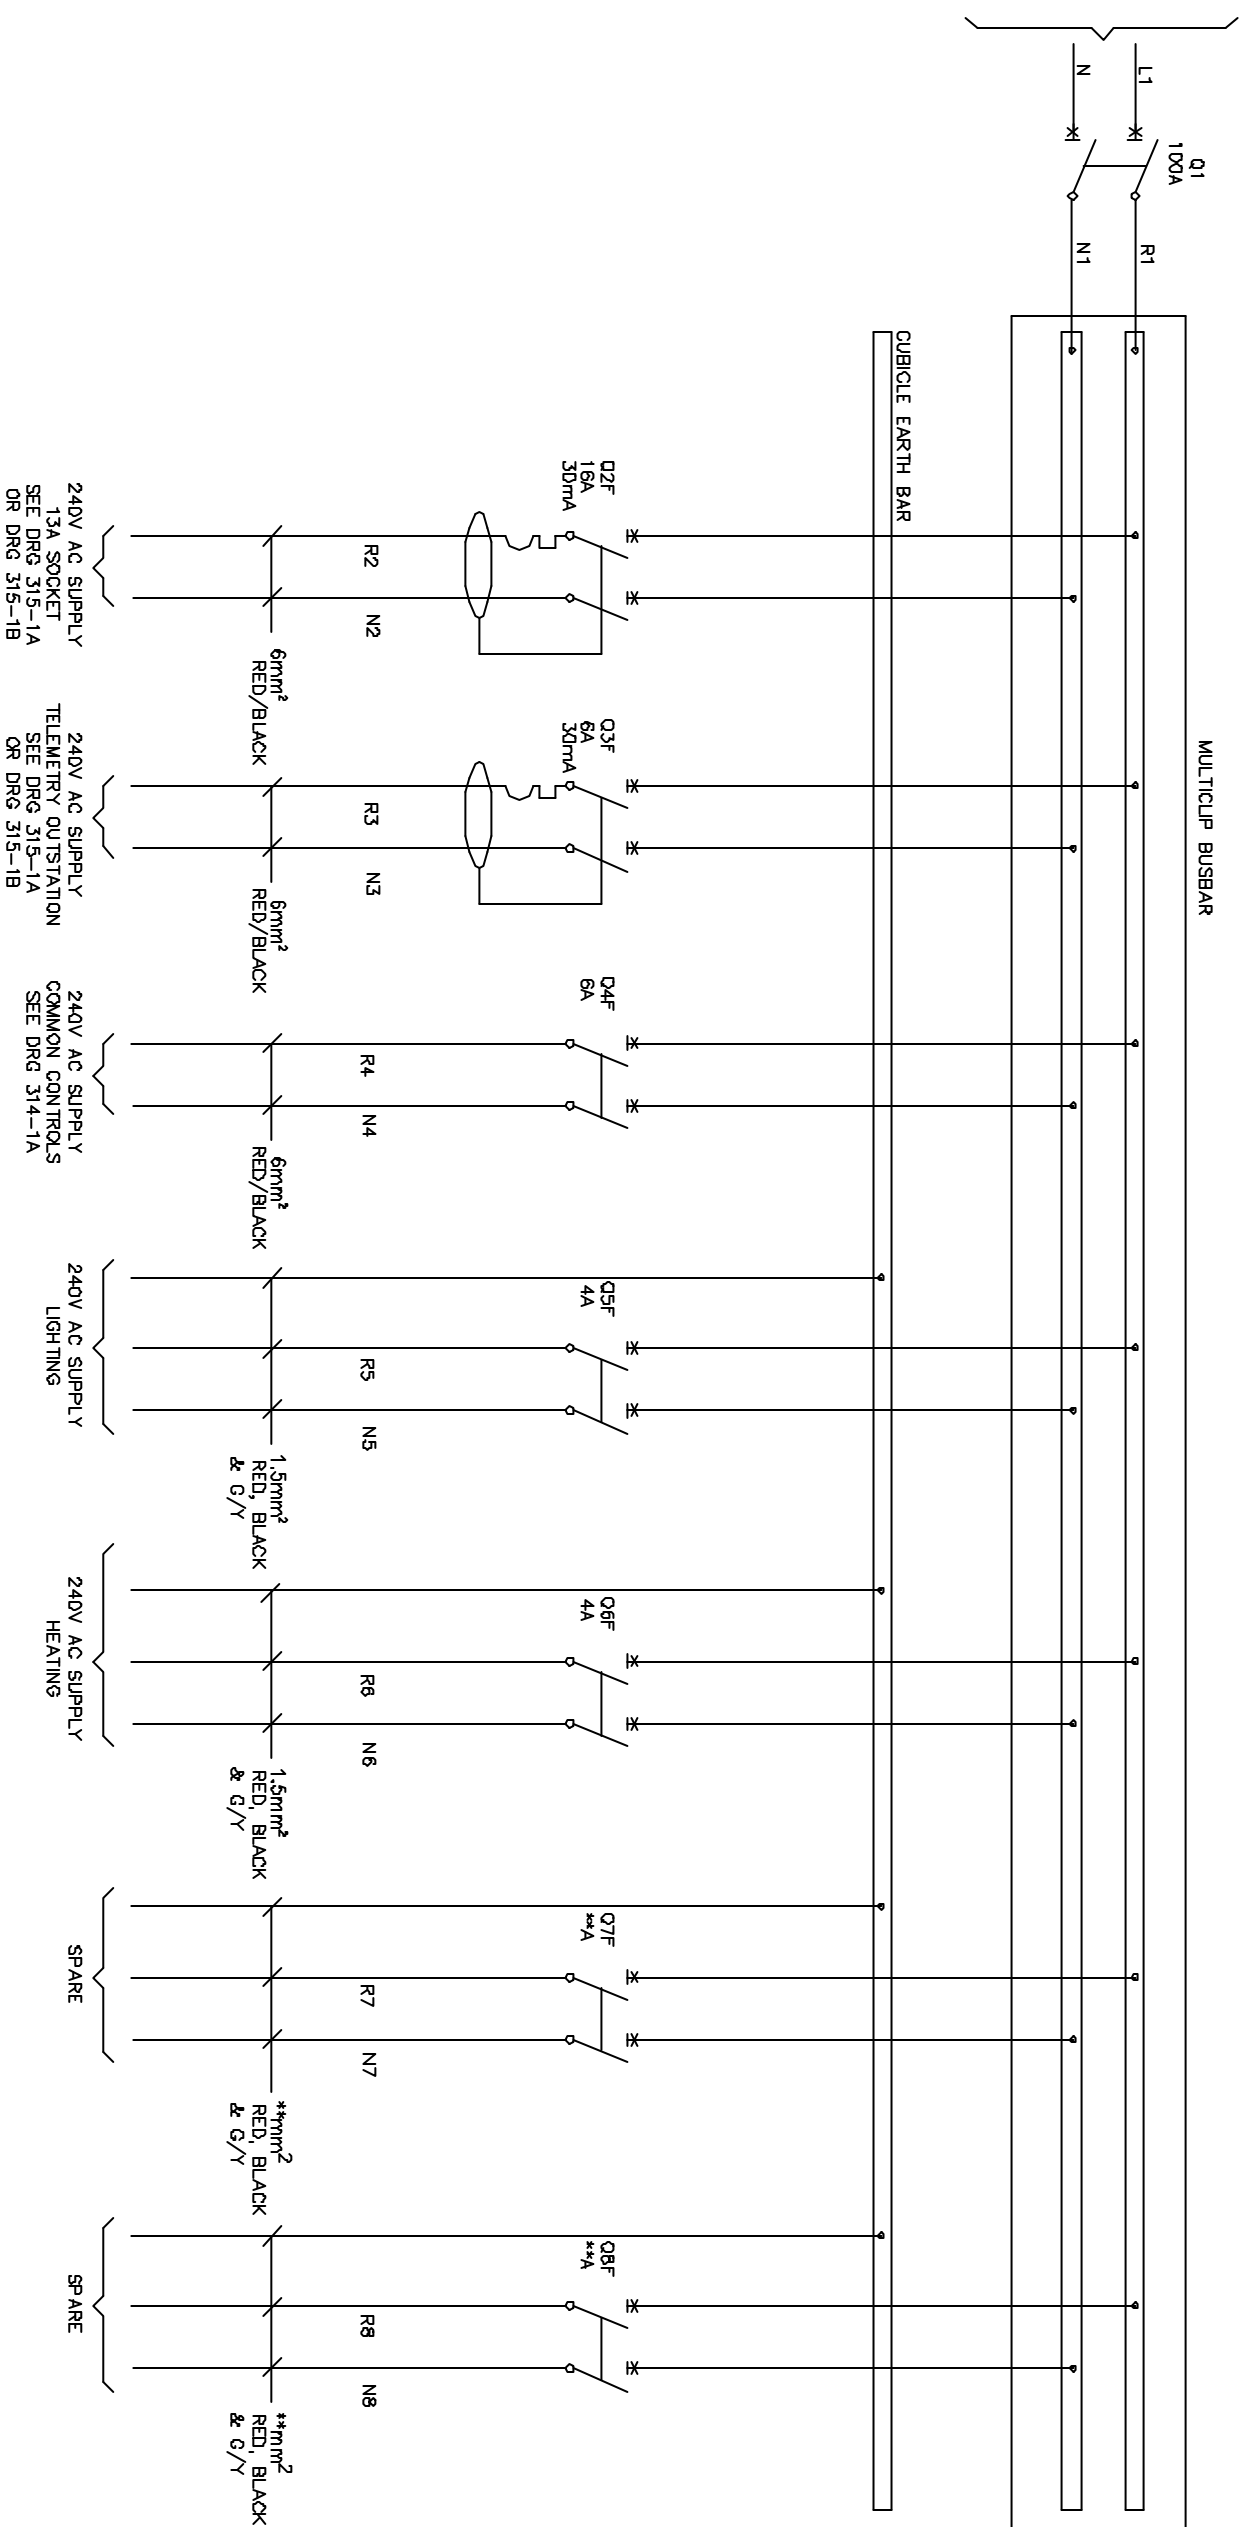 L1
N
Q1
100A
R1
N1
MULTICLIP BUSBAR
CUBICLE EARTH BAR
Q2F
16A
30mA
R2
N2
6mm²
RED/BLACK
240V AC SUPPLY
13A SOCKET
SEE DRG 315-1A
OR DRG 315-1B
Q3F
6A
30mA
R3
N3
6mm²
RED/BLACK
240V AC SUPPLY
TELEMETRY OUTSTATION
SEE DRG 315-1A
OR DRG 315-1B
Q4F
6A
R4
N4
6mm²
RED/BLACK
240V AC SUPPLY
COMMON CONTROLS
SEE DRG 314-1A
Q5F
4A
R5
N5
1.5mm²
RED, BLACK
& G/Y
240V AC SUPPLY
LIGHTING
Q6F
4A
R6
N6
1.5mm²
RED, BLACK
& G/Y
240V AC SUPPLY
HEATING
Q7F
**A
R7
N7
**mm2
RED, BLACK
& G/Y
SPARE
Q8F
**A
R8
N8
**mm2
RED, BLACK
& G/Y
SPARE